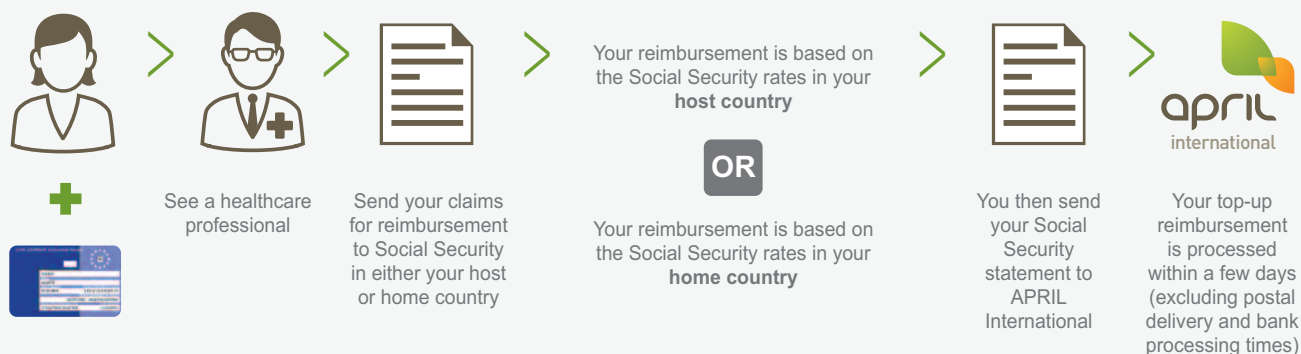 See a healthcare
professional
Send your claims
for reimbursement
to Social Security
in either your host
or home country
Your reimbursement is based on
the Social Security rates in your
host country
OR
Your reimbursement is based on
the Social Security rates in your
home country
You then send
your Social
Security
statement to
APRIL
International
april
international
Your top-up
reimbursement
is processed
within a few days
(excluding postal
delivery and bank
processing times)